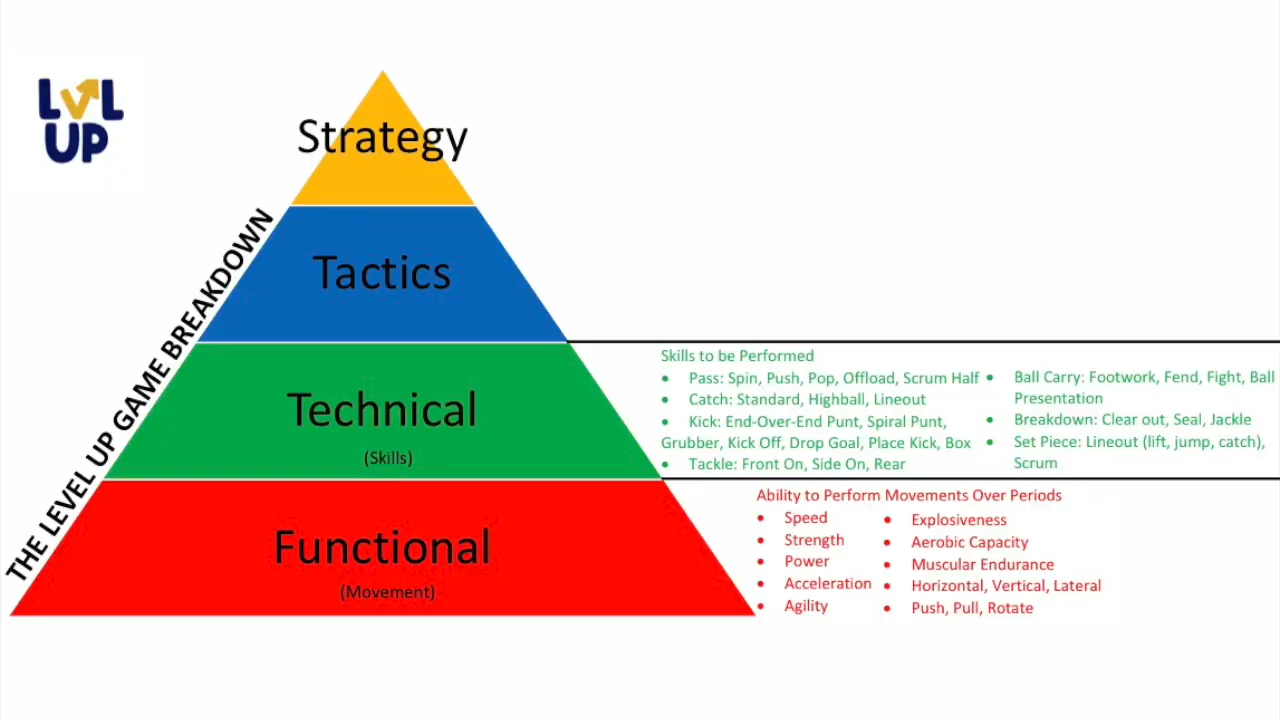 LVL
UP
THE LEVEL UP GAME BREAKDOWN
Strategy
Tactics
Technical
(Skills)
Skills to be Performed
• Pass: Spin, Push, Pop, Offload, Scrum Half
• Catch: Standard, Highball, Lineout
• Kick: End-Over-End Punt, Spiral Punt,
Grubber, Kick Off, Drop Goal, Place Kick, Box
• Tackle: Front On, Side On, Rear
• Ball Carry: Footwork, Fend, Fight, Ball
Presentation
• Breakdown: Clear out, Seal, Jackle
• Set Piece: Lineout (lift, jump, catch),
Scrum
Functional
(Movement)
Ability to Perform Movements Over Periods
• Speed
• Strength
• Power
• Acceleration
• Agility
• Explosiveness
• Aerobic Capacity
• Muscular Endurance
• Horizontal, Vertical, Lateral
• Push, Pull, Rotate